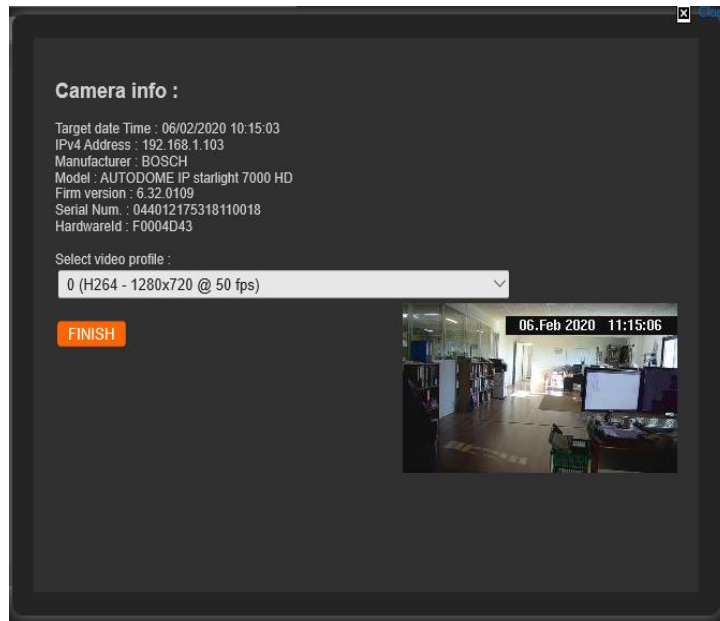 Clos
Camera info :
Target date Time : 06/02/2020 10:15:03
IPv4 Address : 192.168.1.103
Manufacturer : BOSCH
Model : AUTODOME IP starlight 7000 HD
Firm version : 6.32.0109
Serial Num. : 044012175318110018
HardwareId : F0004D43
Select video profile :
0 (H264 - 1280x720 @ 50 fps)
FINISH
06.Feb 2020 11:15:06